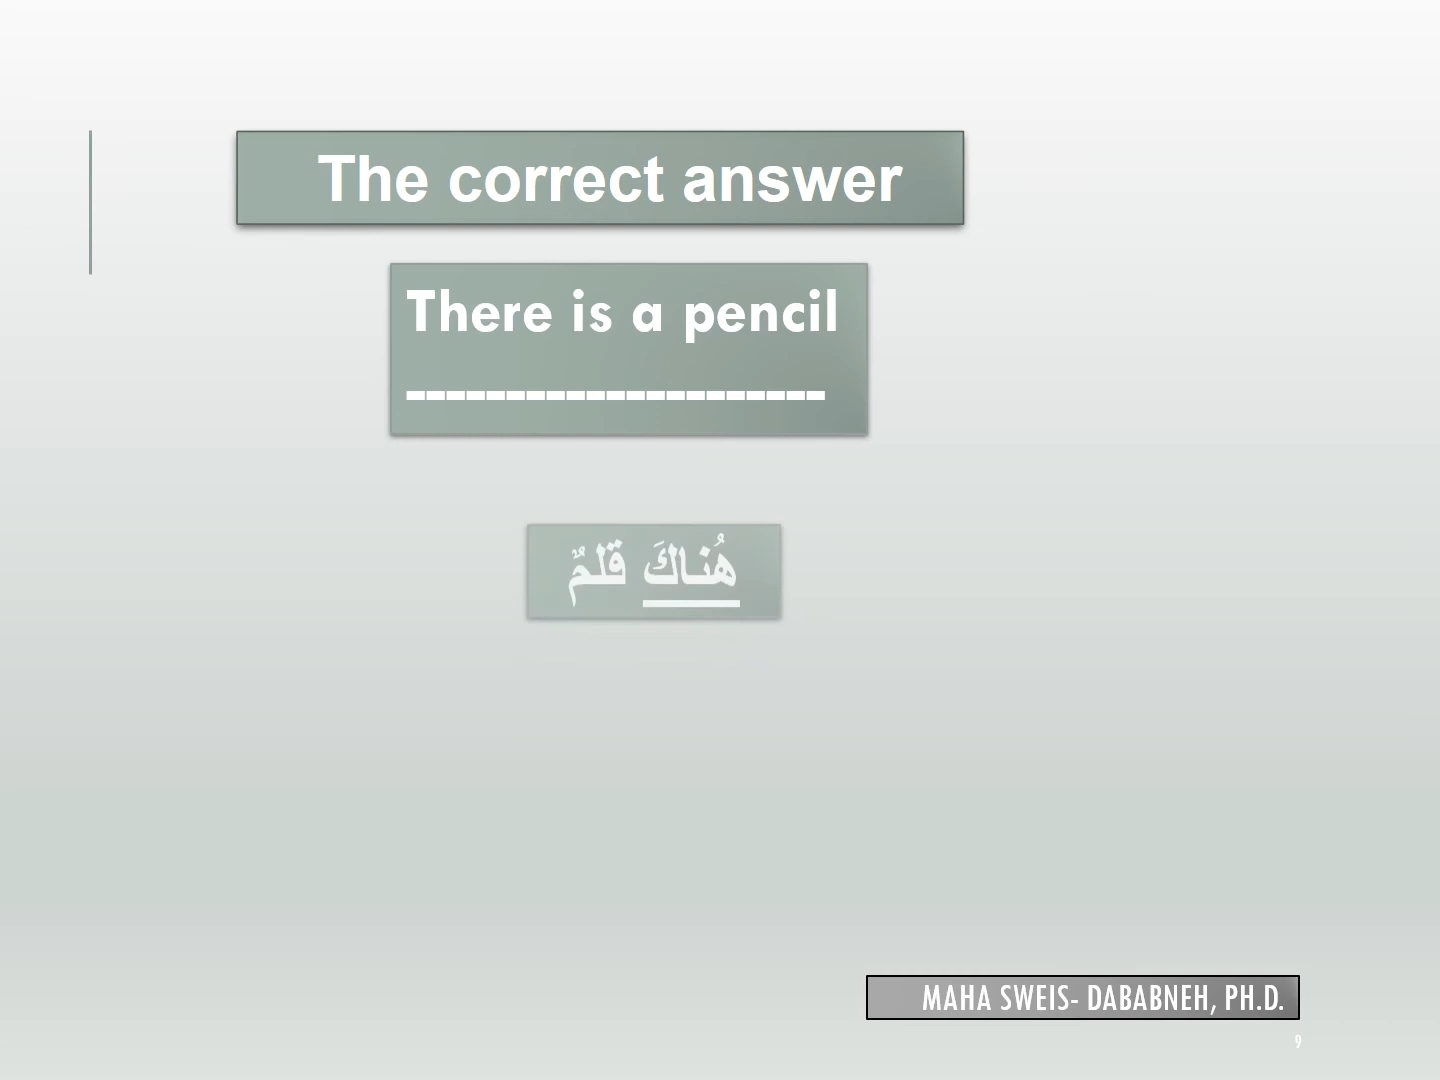 The correct answer
There is a pencil
---------------------
هُناكَ قلمٌ
MAHA SWEIS- DABABNEH, PH.D.
9